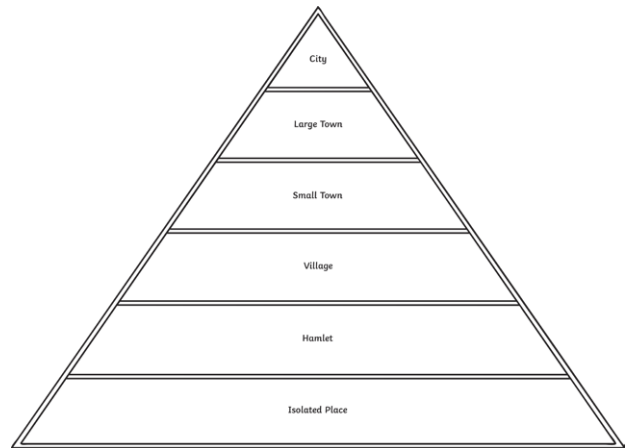 City
Large Town
Small Town
Village
Hamlet
Isolated Place